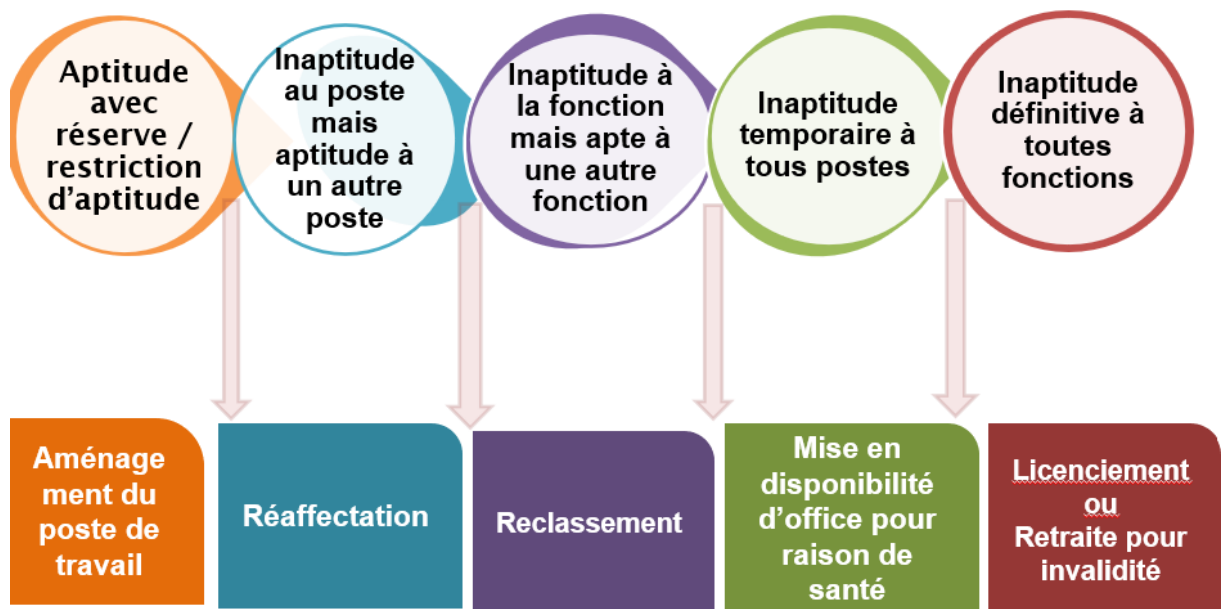 Aptitude
avec
réserve /
restriction
d’aptitude
Inaptitude
au poste
mais
aptitude à
un autre
poste
Inaptitude à
la fonction
mais apte à
une autre
fonction
Inaptitude
temporaire à
tous postes
Inaptitude
définitive à
toutes
fonctions
Aménage
ment du
poste de
travail
Réaffectation
Reclassement
Mise en
disponibilité
d’office pour
raison de
santé
Licenciement
ou
Retraite pour
invalidité